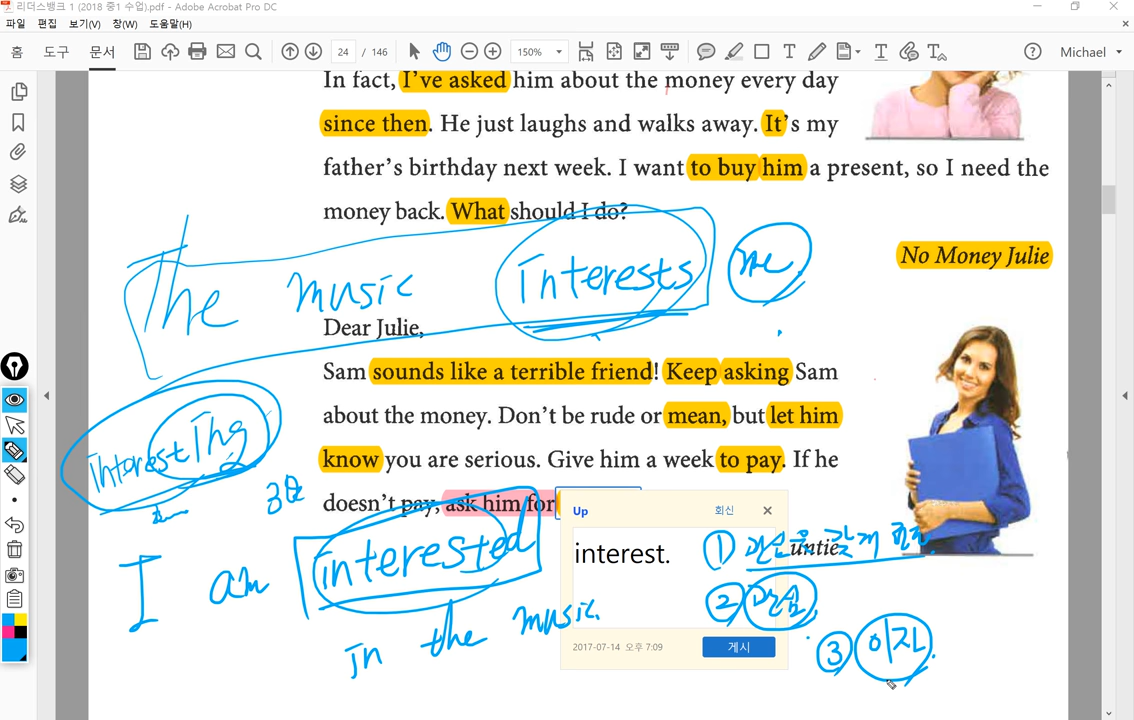 리더스뱅크 1 (2018 중1 수업).pdf - Adobe Acrobat Pro DC
파일 편집 보기(V) 창(W) 도움말(H)
홈 도구 문서 24 / 146 150% Michael
In fact, I've asked him about the money every day
since then. He just laughs and walks away. It's my
father's birthday next week. I want to buy him a present, so I need the
money back. What should I do?
No Money Julie
The music interests me
Dear Julie,
Sam sounds like a terrible friend! Keep asking Sam
about the money. Don't be rude or mean, but let him
know you are serious. Give him a week to pay. If he
doesn't pay, ask him for
interesting
Up 회신
interest.
① 관심을 갖게
untie
② 관심
③ 이자
I am interested
in the music.
2017-07-14 오후 7:09 게시